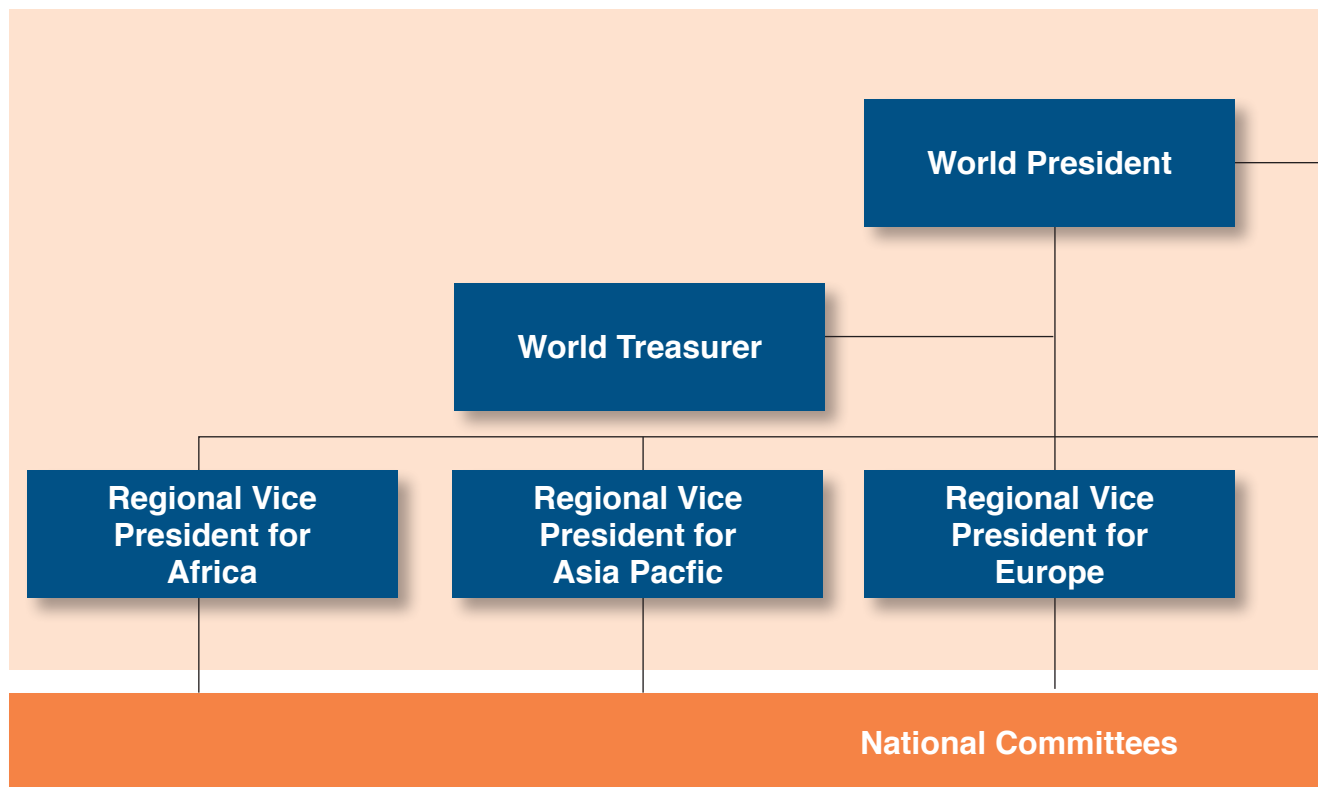 World President
World Treasurer
Regional Vice
President for
Africa
Regional Vice
President for
Asia Pacfic
Regional Vice
President for
Europe
National Committees